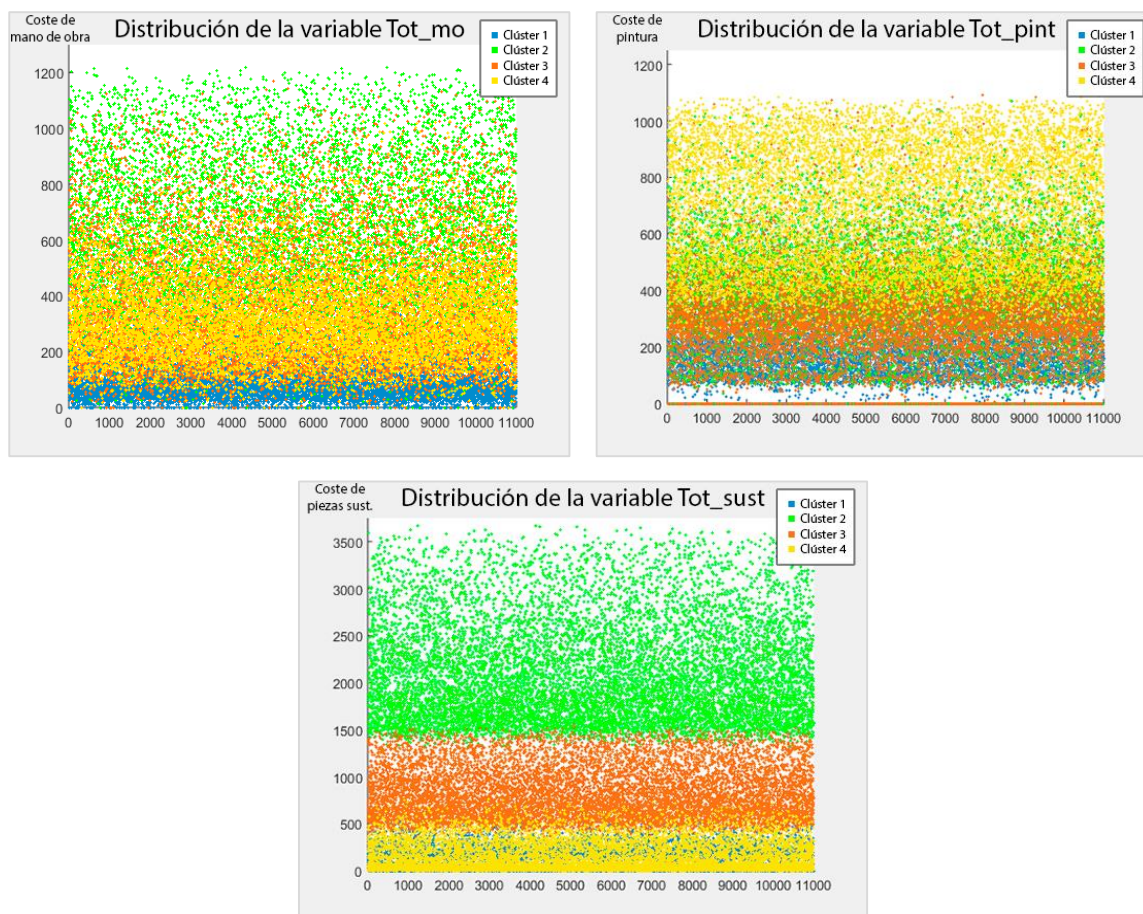 Coste de
mano de obra
Distribución de la variable Tot_mo
Clúster 1
Clúster 2
Clúster 3
Clúster 4
1200
1000
800
600
400
200
0
0 1000 2000 3000 4000 5000 6000 7000 8000 9000 10000 11000
Coste de
pintura
Distribución de la variable Tot_pint
Clúster 1
Clúster 2
Clúster 3
Clúster 4
1200
1000
800
600
400
200
0
0 1000 2000 3000 4000 5000 6000 7000 8000 9000 10000 11000
Coste de
piezas sust.
Distribución de la variable Tot_sust
Clúster 1
Clúster 2
Clúster 3
Clúster 4
3500
3000
2500
2000
1500
1000
500
0
0 1000 2000 3000 4000 5000 6000 7000 8000 9000 10000 11000